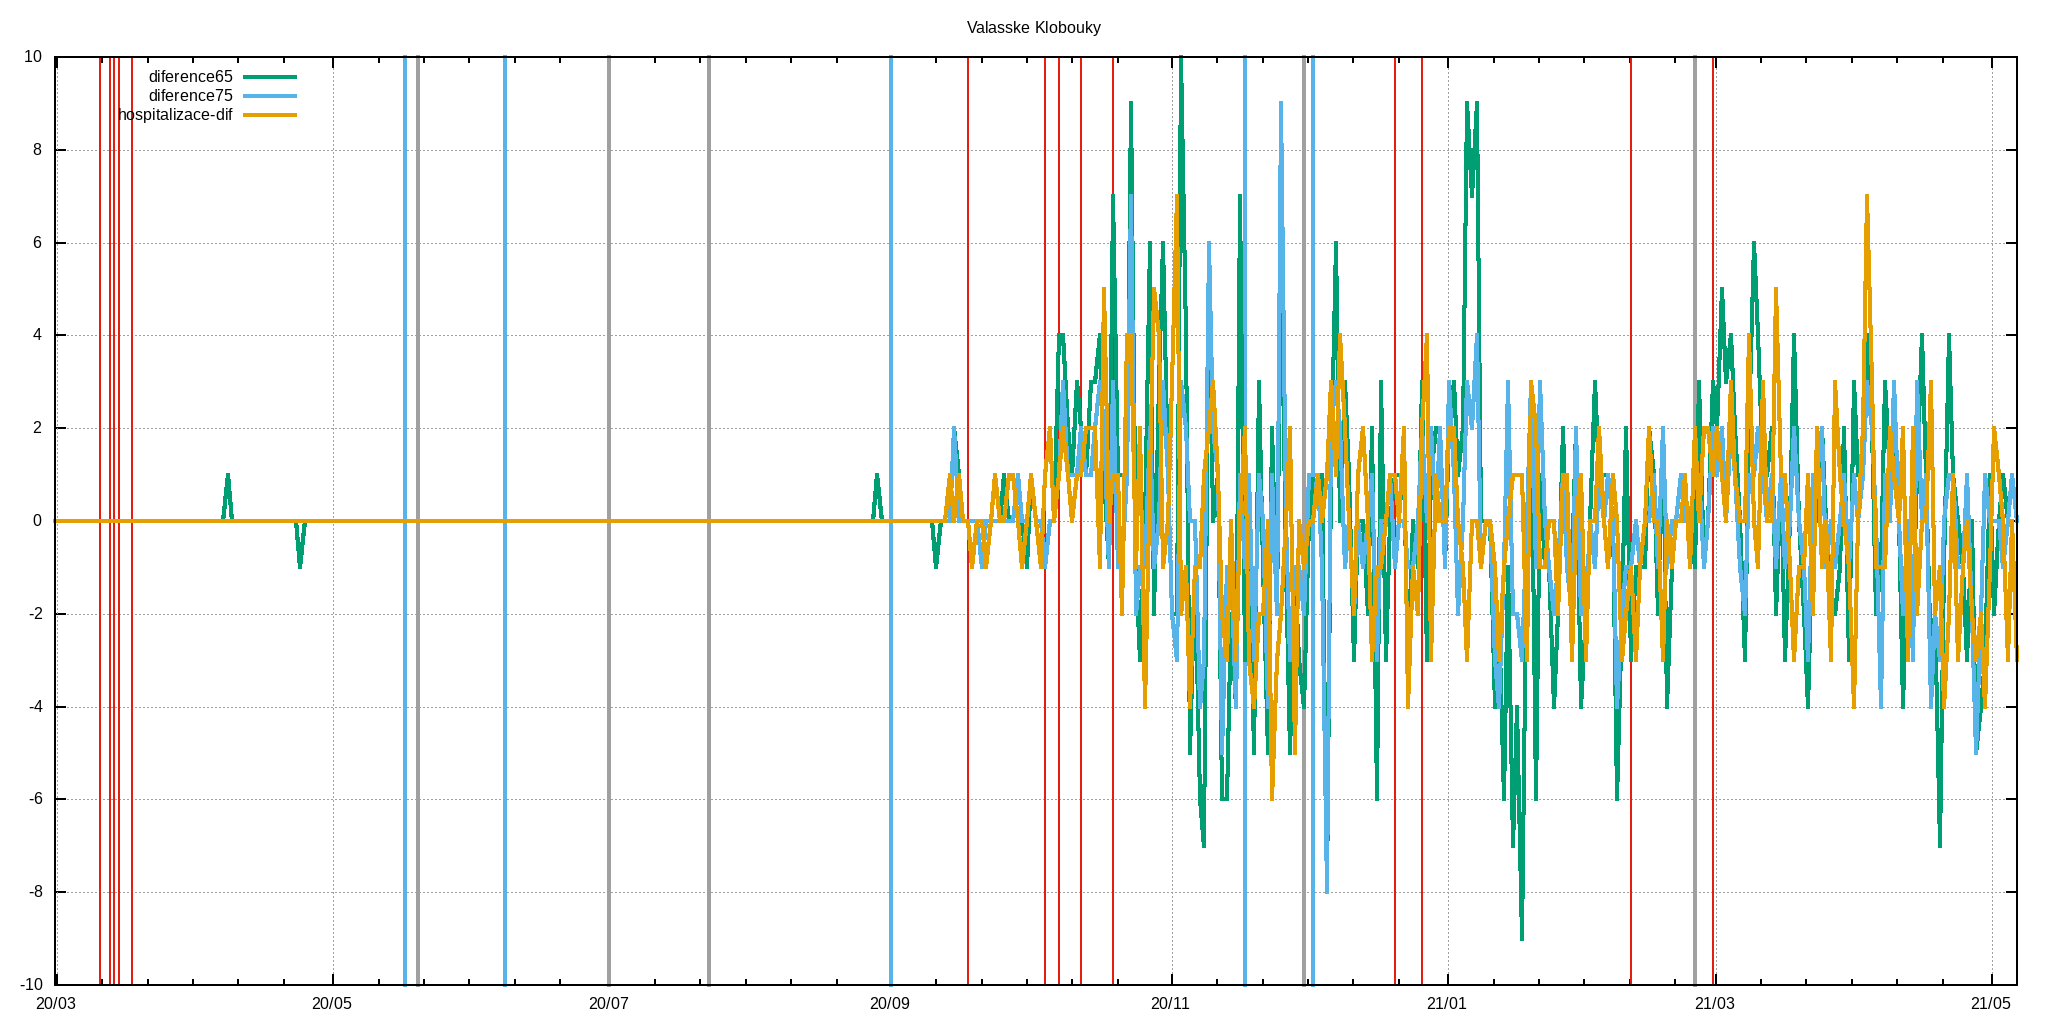 Valasske Klobouky
10
diference65
diference75
hospitalizace-dif
8
6
4
2
0
-2
-4
-6
-8
-10
20/03 20/05 20/07 20/09 20/11 21/01 21/03 21/05